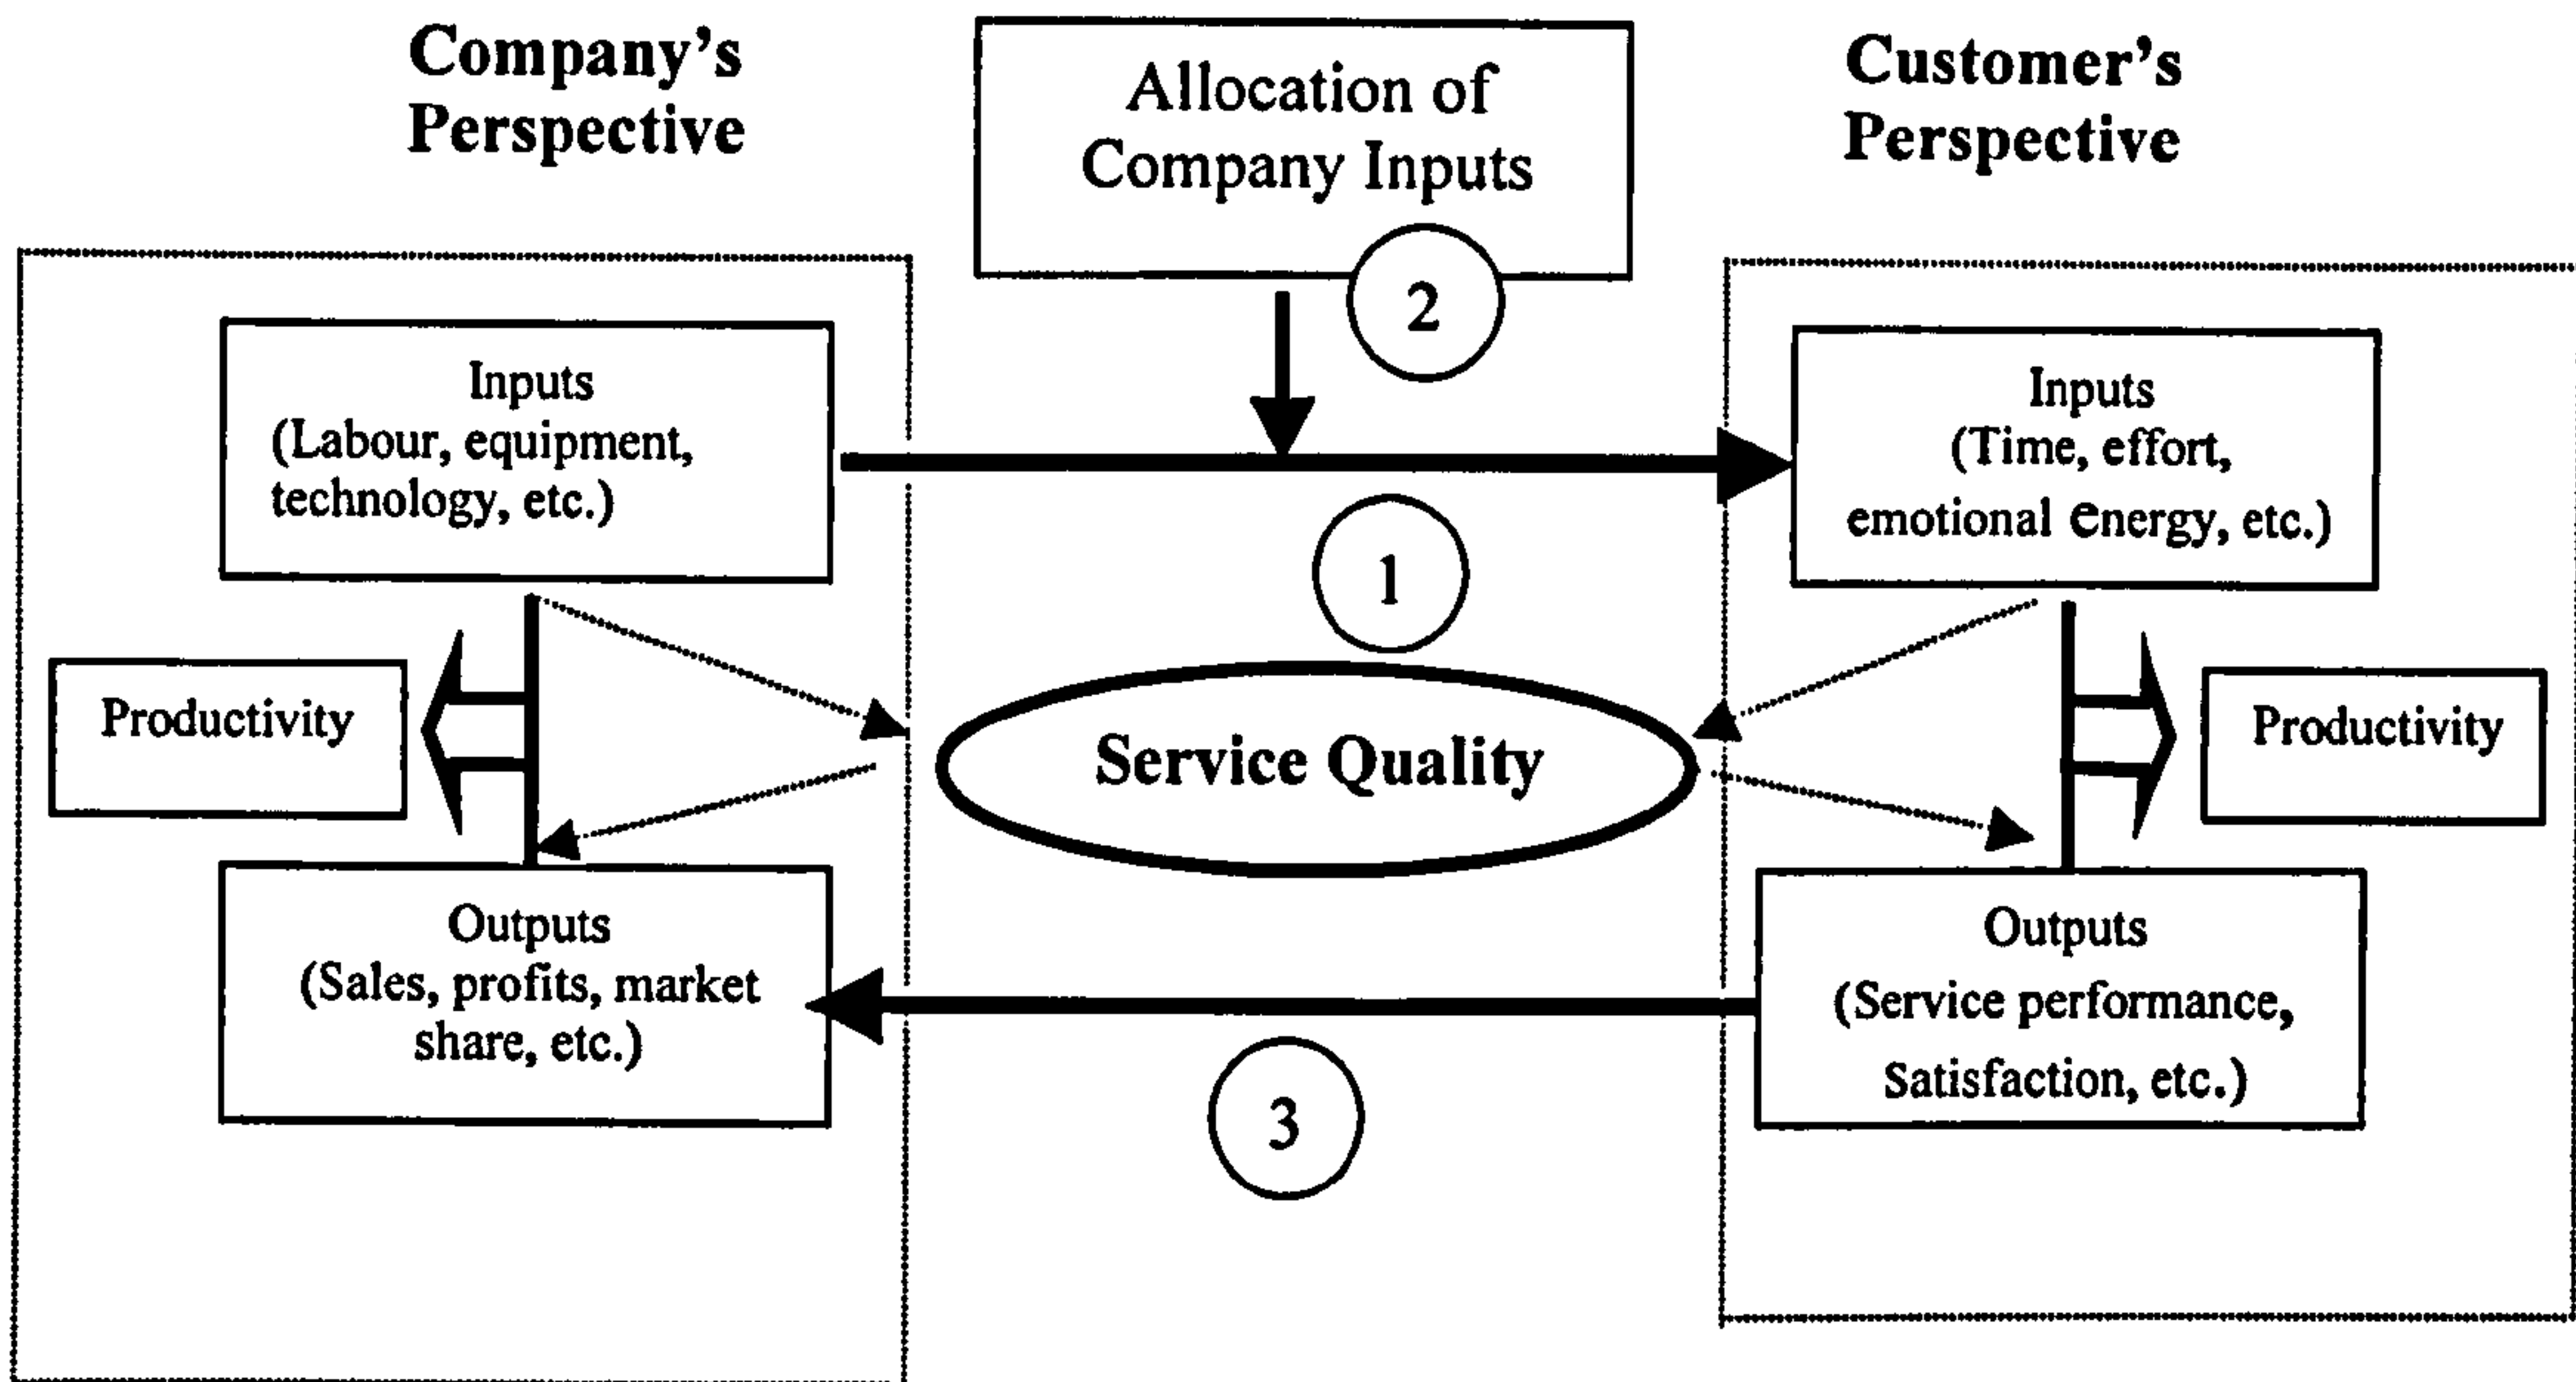 Company's
Perspective
Allocation of
Company Inputs
Customer's
Perspective
2
Inputs
(Labour, equipment,
technology, etc.)
Inputs
(Time, effort,
emotional energy, etc.)
1
Productivity
Service Quality
Productivity
Outputs
(Sales, profits, market
share, etc.)
Outputs
(Service performance,
Satisfaction, etc.)
3